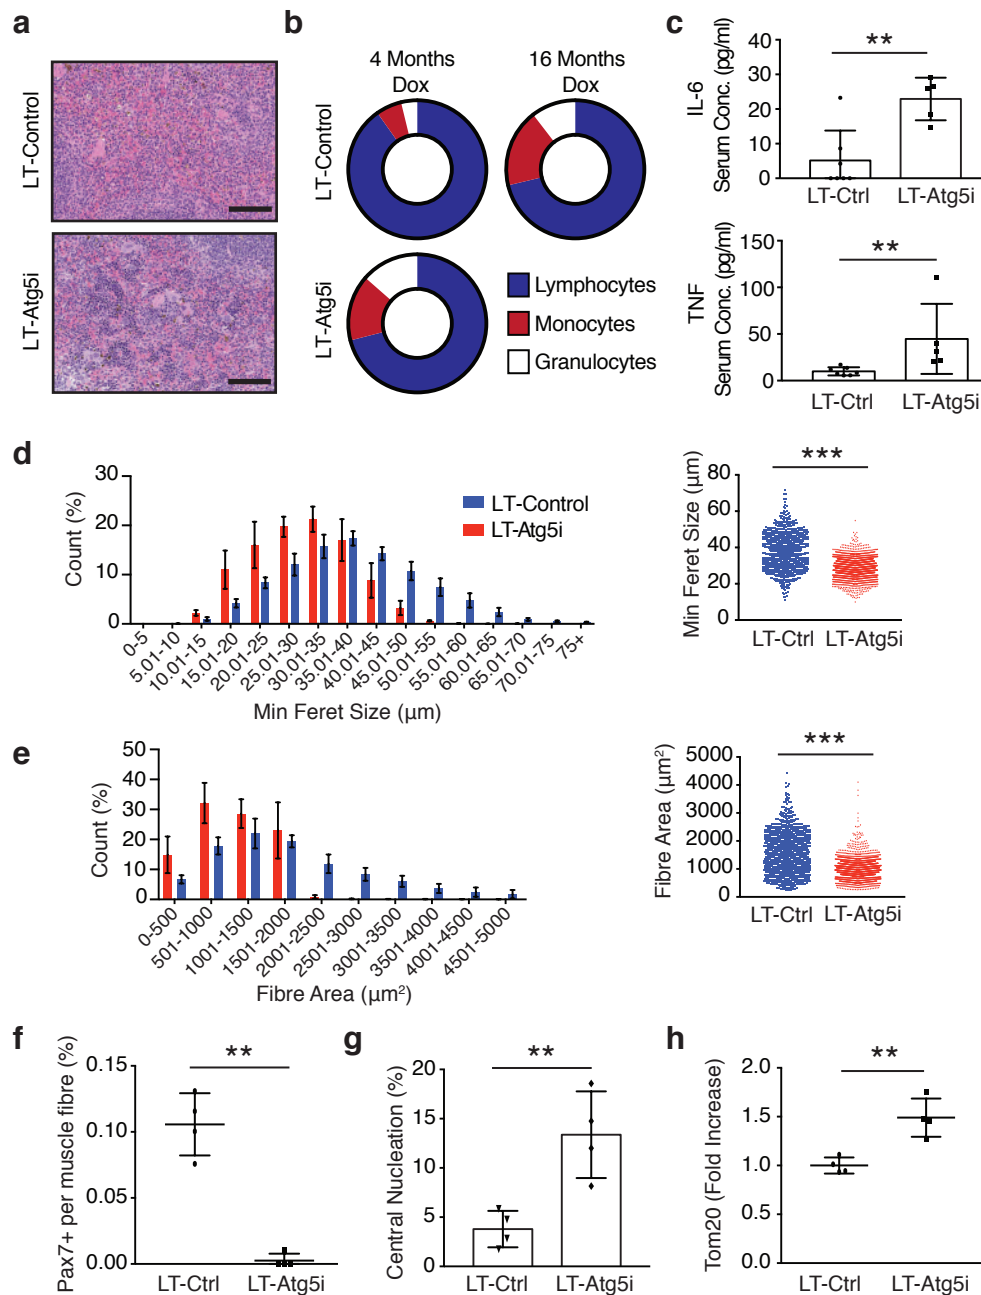 a
LT-Control
LT-Atg5i
b
4 Months
Dox
16 Months
Dox
LT-Control
LT-Atg5i
Lymphocytes
Monocytes
Granulocytes
c
IL-6
Serum Conc. (pg/ml)
40
30
20
10
0
**
LT-Ctrl
LT-Atg5i
TNF
Serum Conc. (pg/ml)
150
100
50
0
**
LT-Ctrl
LT-Atg5i
d
Count (%)
30
20
10
0
LT-Control
LT-Atg5i
0-5
5.01-10
10.01-15
15.01-20
20.01-25
25.01-30
30.01-35
35.01-40
40.01-45
45.01-50
50.01-55
55.01-60
60.01-65
65.01-70
70.01-75
75+
Min Feret Size (µm)
Min Feret Size (µm)
80
60
40
20
0
***
LT-Ctrl
LT-Atg5i
e
Count (%)
50
40
30
20
10
0
0-500
501-1000
1001-1500
1501-2000
2001-2500
2501-3000
3001-3500
3501-4000
4001-4500
4501-5000
Fibre Area (µm²)
Fibre Area (µm²)
5000
4000
3000
2000
1000
0
***
LT-Ctrl
LT-Atg5i
f
Pax7+ per muscle fibre (%)
0.15
0.10
0.05
0.00
**
LT-Ctrl
LT-Atg5i
g
Central Nucleation (%)
20
15
10
5
0
**
LT-Ctrl
LT-Atg5i
h
Tom20 (Fold Increase)
2.0
1.5
1.0
0.5
0.0
**
LT-Ctrl
LT-Atg5i